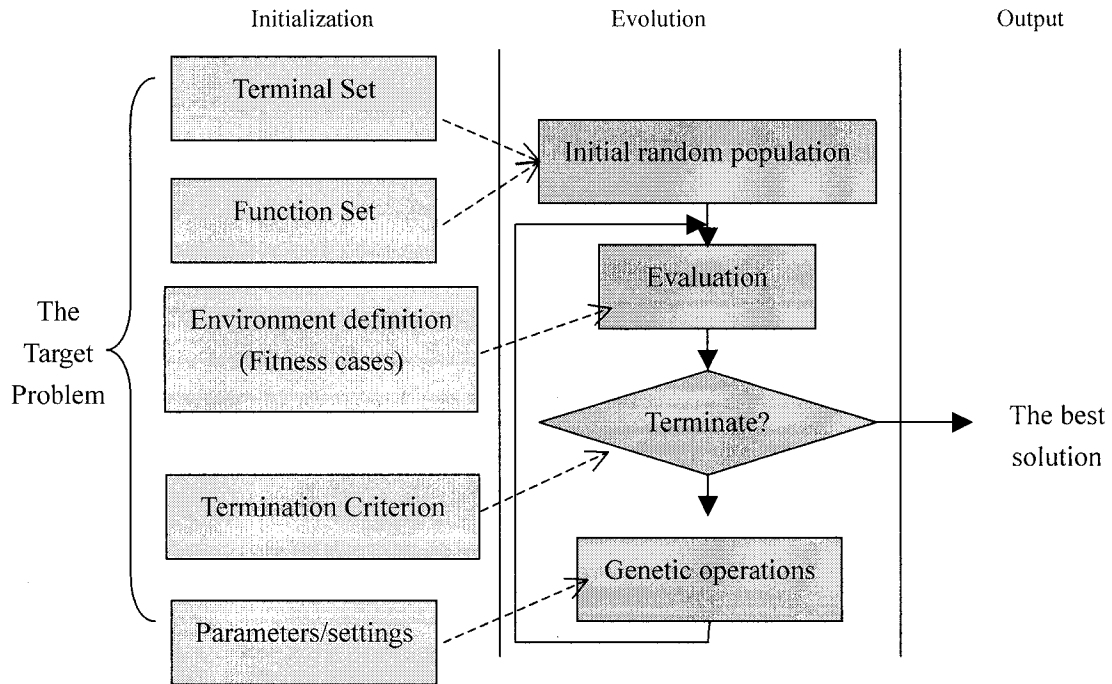 Initialization
Evolution
Output
Terminal Set
Function Set
Environment definition
(Fitness cases)
Termination Criterion
Parameters/settings
The
Target
Problem
Initial random population
Evaluation
Terminate?
Genetic operations
The best
solution